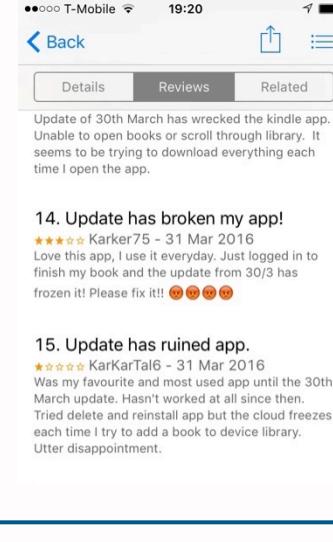 T-Mobile 19:20
Back
Details Reviews Related
Update of 30th March has wrecked the kindle app.
Unable to open books or scroll through library. It
seems to be trying to download everything each
time I open the app.
14. Update has broken my app!
★★★☆☆ Karker75 - 31 Mar 2016
Love this app, I use it everyday. Just logged in to
finish my book and the update from 30/3 has
frozen it! Please fix it!! 😡😡😡😡
15. Update has ruined app.
★☆☆☆☆ KarKarTal6 - 31 Mar 2016
Was my favourite and most used app until the 30th
March update. Hasn't worked at all since then.
Tried delete and reinstall app but the cloud freezes
each time I try to add a book to device library.
Utter disappointment.